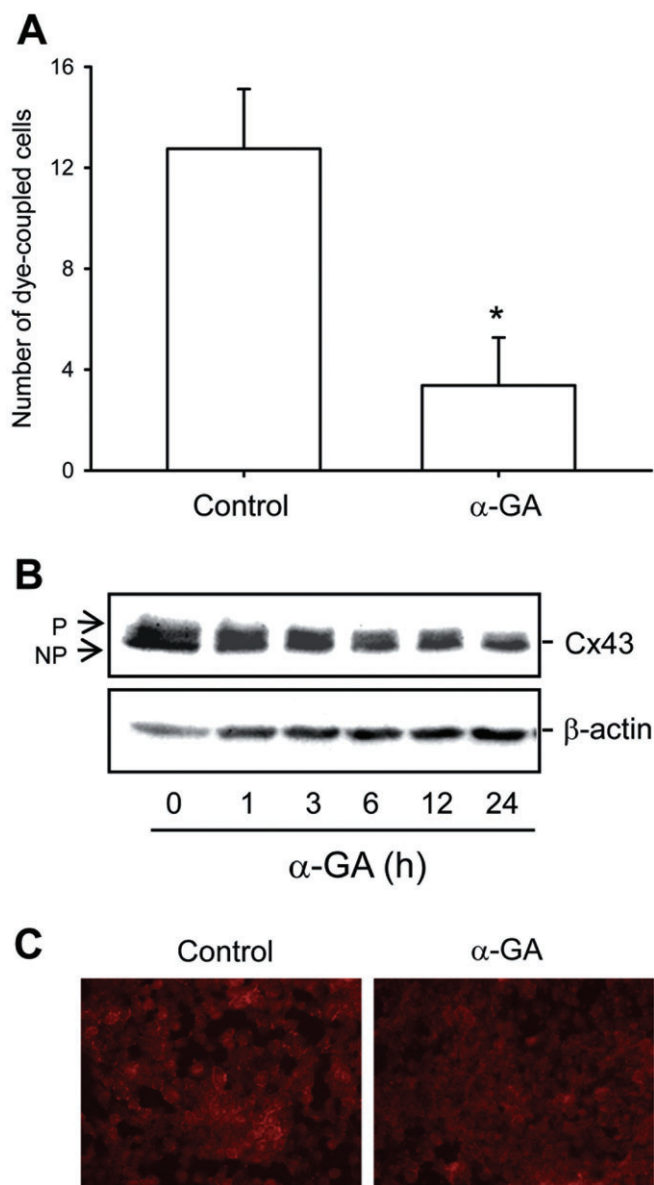 A
16
12
8
4
0
Number of dye-coupled cells
*
Control α-GA
B
P
NP
Cx43
β-actin
0 1 3 6 12 24
α-GA (h)
C
Control α-GA